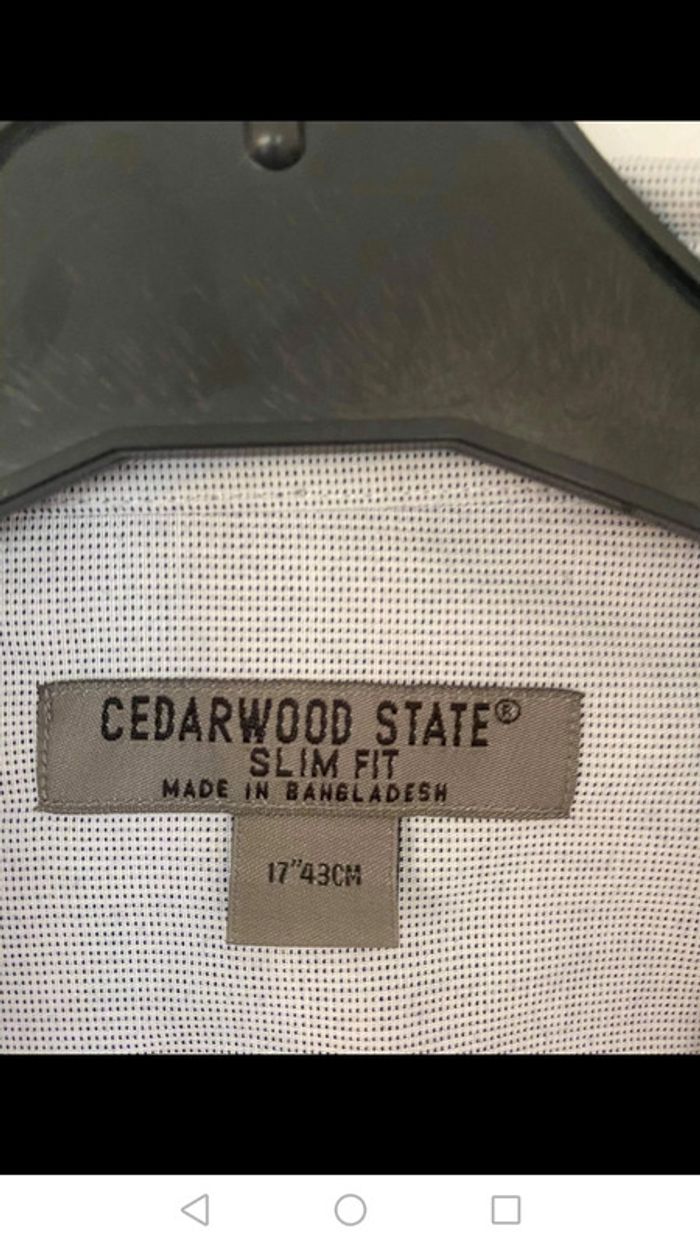 CEDARWOOD STATE®
SLIM FIT
MADE IN BANGLADESH
17"43CM